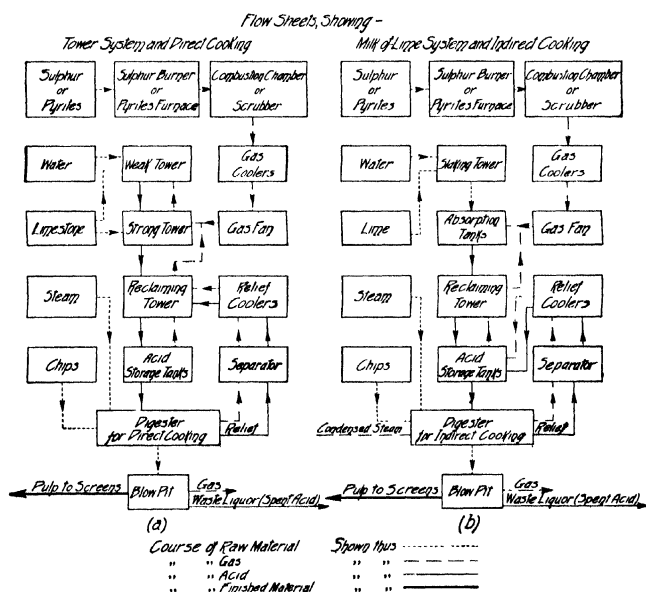 Flow Sheets, Showing -
Tower System and Direct Cooking
Sulphur
or
Pyrites
Sulphur Burner
or
Pyrites Furnace
Combustion Chamber
or
Scrubber
Water
Weak Tower
Gas
Coolers
Limestone
Strong Tower
Gas Fan
Steam
Reclaiming
Tower
Relief
Coolers
Chips
Acid
Storage Tanks
Separator
Digester
for Direct Cooking
Relief
Pulp to Screens
Blow Pit
Gas
Waste Liquor (Spent Acid)
(a)
Milk of-Lime System and Indirect Cooking
Sulphur
or
Pyrites
Sulphur Burner
or
Pyrites Furnace
Combustion Chamber
or
Scrubber
Water
Slaking Tower
Gas
Coolers
Lime
Absorption
Tanks
Gas Fan
Steam
Reclaiming
Tower
Relief
Coolers
Chips
Acid
Storage Tanks
Separator
Condensed Steam
Digester
for Indirect Cooking
Relief
Pulp to Screens
Blow Pit
Gas
Waste Liquor (Spent Acid)
(b)
Course of Raw Material Shown thus
" " Gas " "
" " Acid " "
" " Finished Material " "